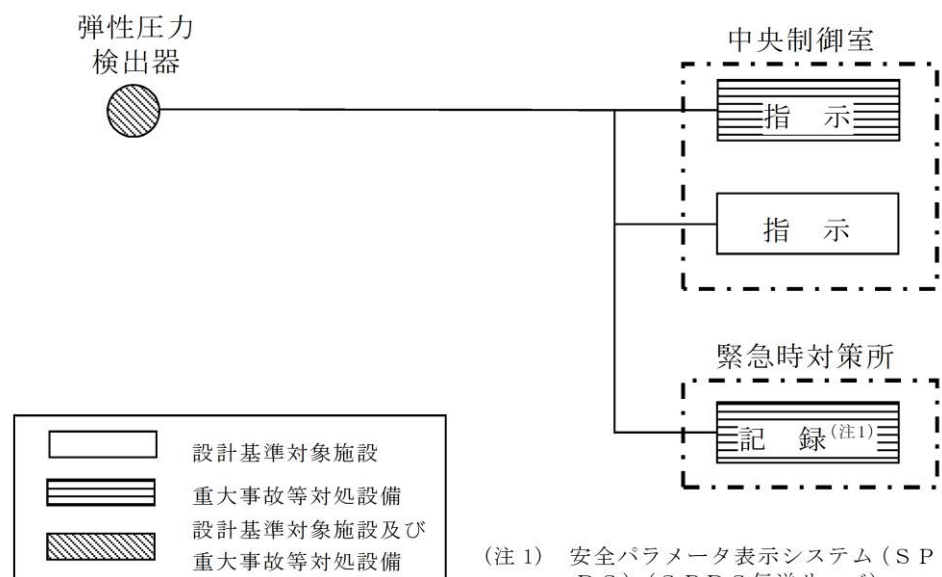 弾性圧力
検出器
中央制御室
指 示
指 示
緊急時対策所
記 録(注1)
設計基準対象施設
重大事故等対処設備
設計基準対象施設及び
重大事故等対処設備
(注 1) 安全パラメータ表示システム(ＳＰ